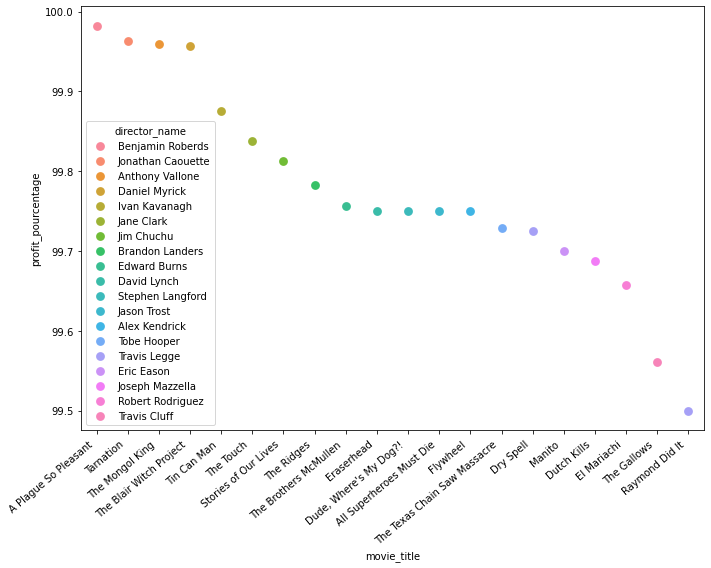 100.0
99.9
99.8
99.7
99.6
99.5
profit_pourcentage
director_name
Benjamin Roberds
Jonathan Caouette
Anthony Vallone
Daniel Myrick
Ivan Kavanagh
Jane Clark
Jim Chuchu
Brandon Landers
Edward Burns
David Lynch
Stephen Langford
Jason Trost
Alex Kendrick
Tobe Hooper
Travis Legge
Eric Eason
Joseph Mazzella
Robert Rodriguez
Travis Cluff
A Plague So Pleasant
Tarnation
The Mongol King
The Blair Witch Project
Tin Can Man
The Touch
Stories of Our Lives
The Ridges
The Brothers McMullen
Eraserhead
Dude, Where's My Dog?!
All Superheroes Must Die
Flywheel
The Texas Chain Saw Massacre
Dry Spell
Manito
Dutch Kills
El Mariachi
The Gallows
Raymond Did It
movie_title